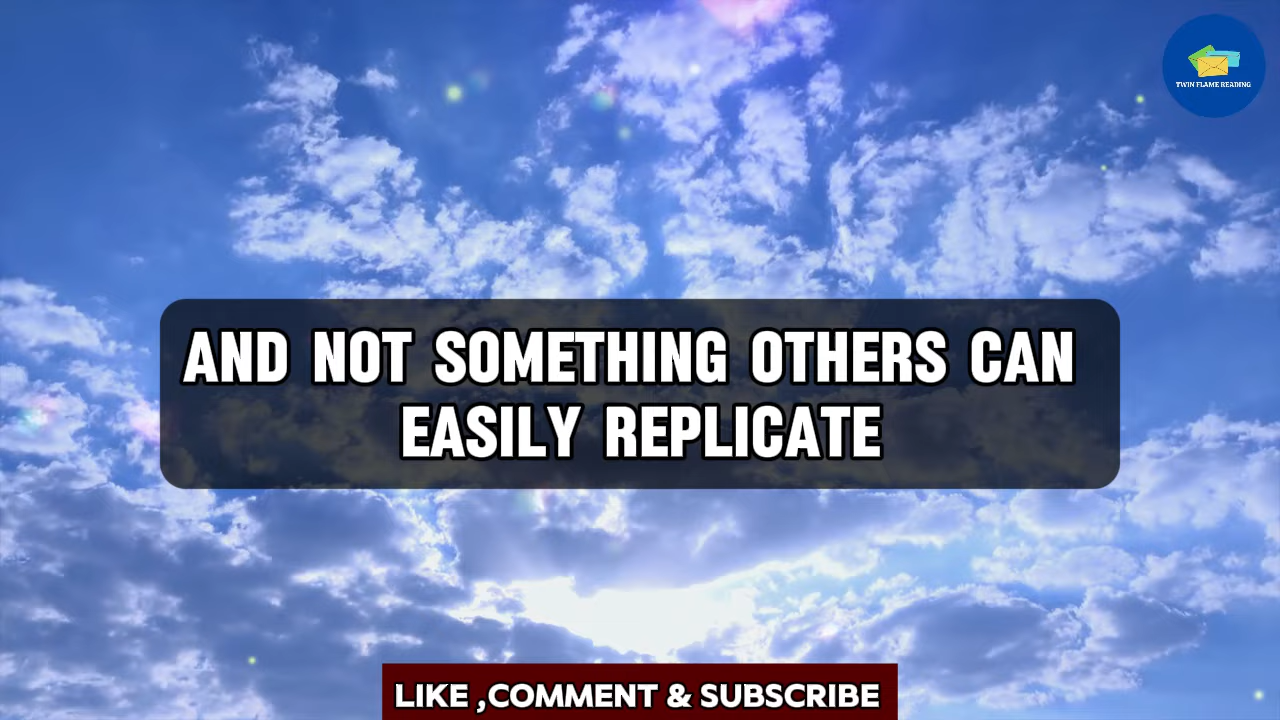 TWIN FLAME READING
AND NOT SOMETHING OTHERS CAN
EASILY REPLICATE
LIKE ,COMMENT & SUBSCRIBE